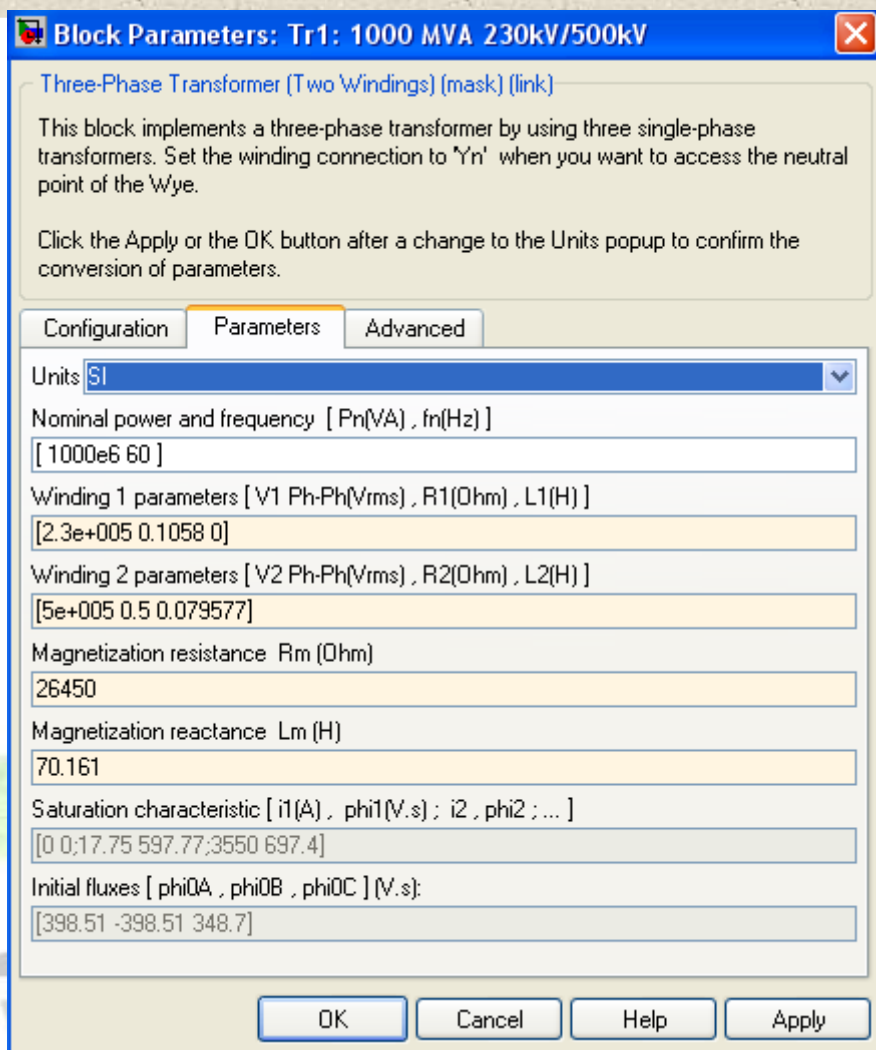 Block Parameters: Tr1: 1000 MVA 230kV/500kV
Three-Phase Transformer (Two Windings) (mask) (link)
This block implements a three-phase transformer by using three single-phase
transformers. Set the winding connection to 'Yn' when you want to access the neutral
point of the Wye.
Click the Apply or the OK button after a change to the Units popup to confirm the
conversion of parameters.
Configuration Parameters Advanced
Units SI
Nominal power and frequency [ Pn(VA) , fn(Hz) ]
[ 1000e6 60 ]
Winding 1 parameters [ V1 Ph-Ph(Vrms) , R1(Ohm) , L1(H) ]
[2.3e+005 0.1058 0]
Winding 2 parameters [ V2 Ph-Ph(Vrms) , R2(Ohm) , L2(H) ]
[5e+005 0.5 0.079577]
Magnetization resistance Rm (Ohm)
26450
Magnetization reactance Lm (H)
70.161
Saturation characteristic [ i1(A) , phi1(V.s) ; i2 , phi2 ; ... ]
[0 0;17.75 597.77;3550 697.4]
Initial fluxes [ phi0A , phi0B , phi0C ] (V.s):
[398.51 -398.51 348.7]
OK Cancel Help Apply